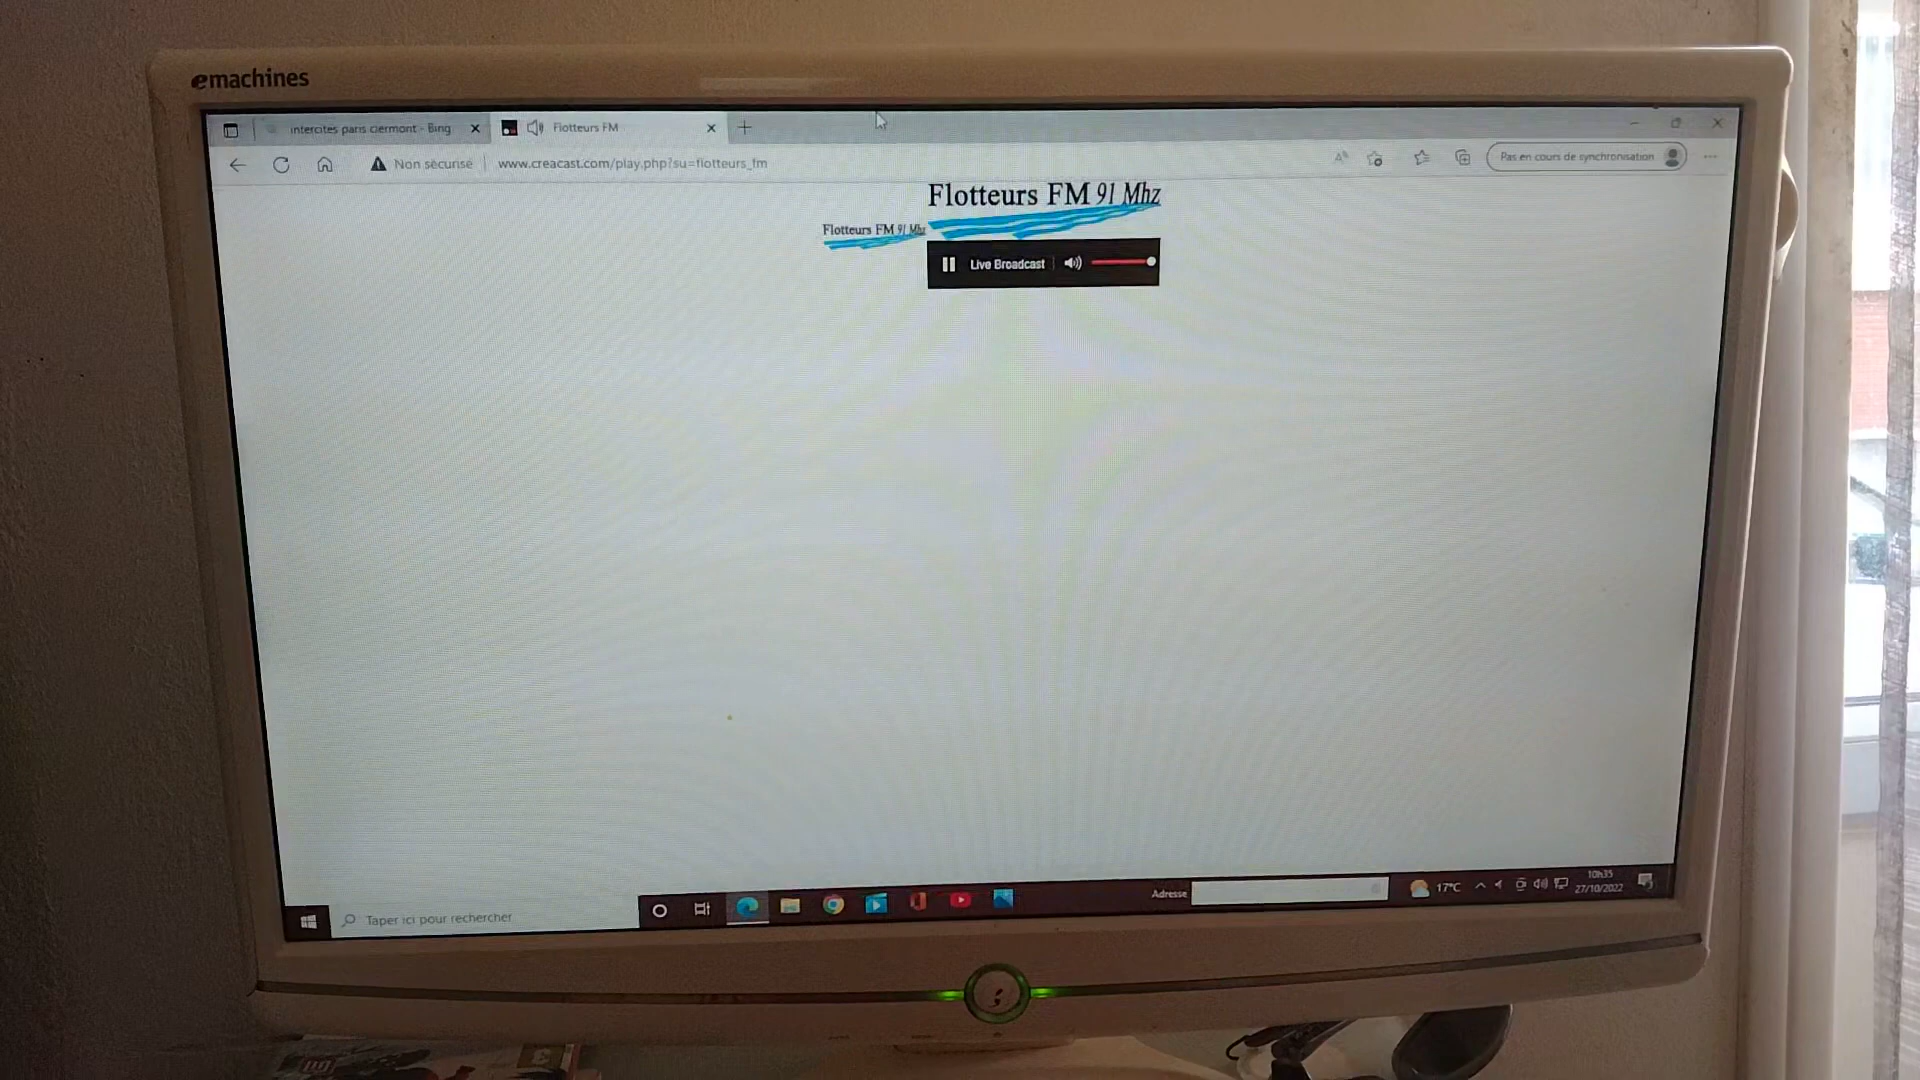 emachines
intercites paris clermont - Bing
Flotteurs FM
Non sécurisé
www.creacast.com/play.php?su=flotteurs_fm
Pas en cours de synchronisation
Flotteurs FM 91 Mhz
Flotteurs FM 91 Mhz
Live Broadcast
Taper ici pour rechercher
Adresse
17°C
10h35
27/10/2022